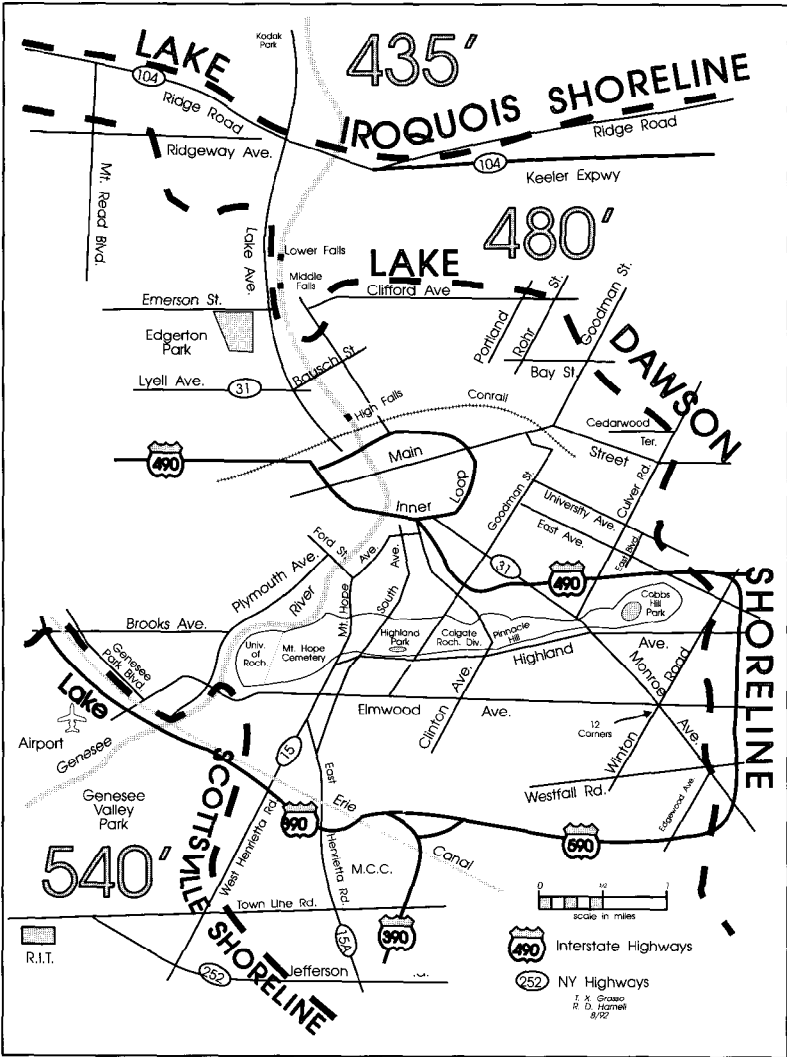 Kodak
Park
LAKE
435'
104
Ridge Road
IROQUOIS SHORELINE
Ridge Road
Ridgeway Ave.
104
Keeler Expwy
Mt. Read Blvd.
Lake Ave.
480'
Lower Falls
LAKE
Middle
Falls
Clifford Ave
Portland
Rohr
St.
Goodman St.
Emerson St.
Edgerton
Park
Bausch St.
Bay St.
DAWSON
Lyell Ave.
31
High Falls
Conrail
Cedarwood
Ter.
Main
Street
490
Culver Rd.
Inner
Loop
Goodman St.
University Ave.
East Ave.
East Blvd.
Ford St.
Ave.
Ave.
31
490
SHORELINE
Plymouth Ave.
River
Mt. Hope
South
Cobbs
Hill
Park
Brooks Ave.
Genesee
Park Blvd.
Univ.
of
Roch.
Mt. Hope
Cemetery
Highland
Park
Colgate
Roch. Div.
Pinnacle
Hill
Highland
Ave.
Monroe
Road
Lake
Elmwood
Ave.
Clinton
Ave.
12
Corners
Winton
Ave.
Airport
Genesee
15
East
SCOTTSVILLE SHORELINE
Westfall Rd.
Edgewood Ave.
Genesee
Valley
Park
Erie
Canal
390
590
540'
West Henrietta Rd.
Henrietta Rd.
M.C.C.
0
1/2
1
scale in miles
Town Line Rd.
R.I.T.
15A
390
490
Interstate Highways
252
Jefferson
252
NY Highways
T. X. Grasso
R. D. Hamell
8/92